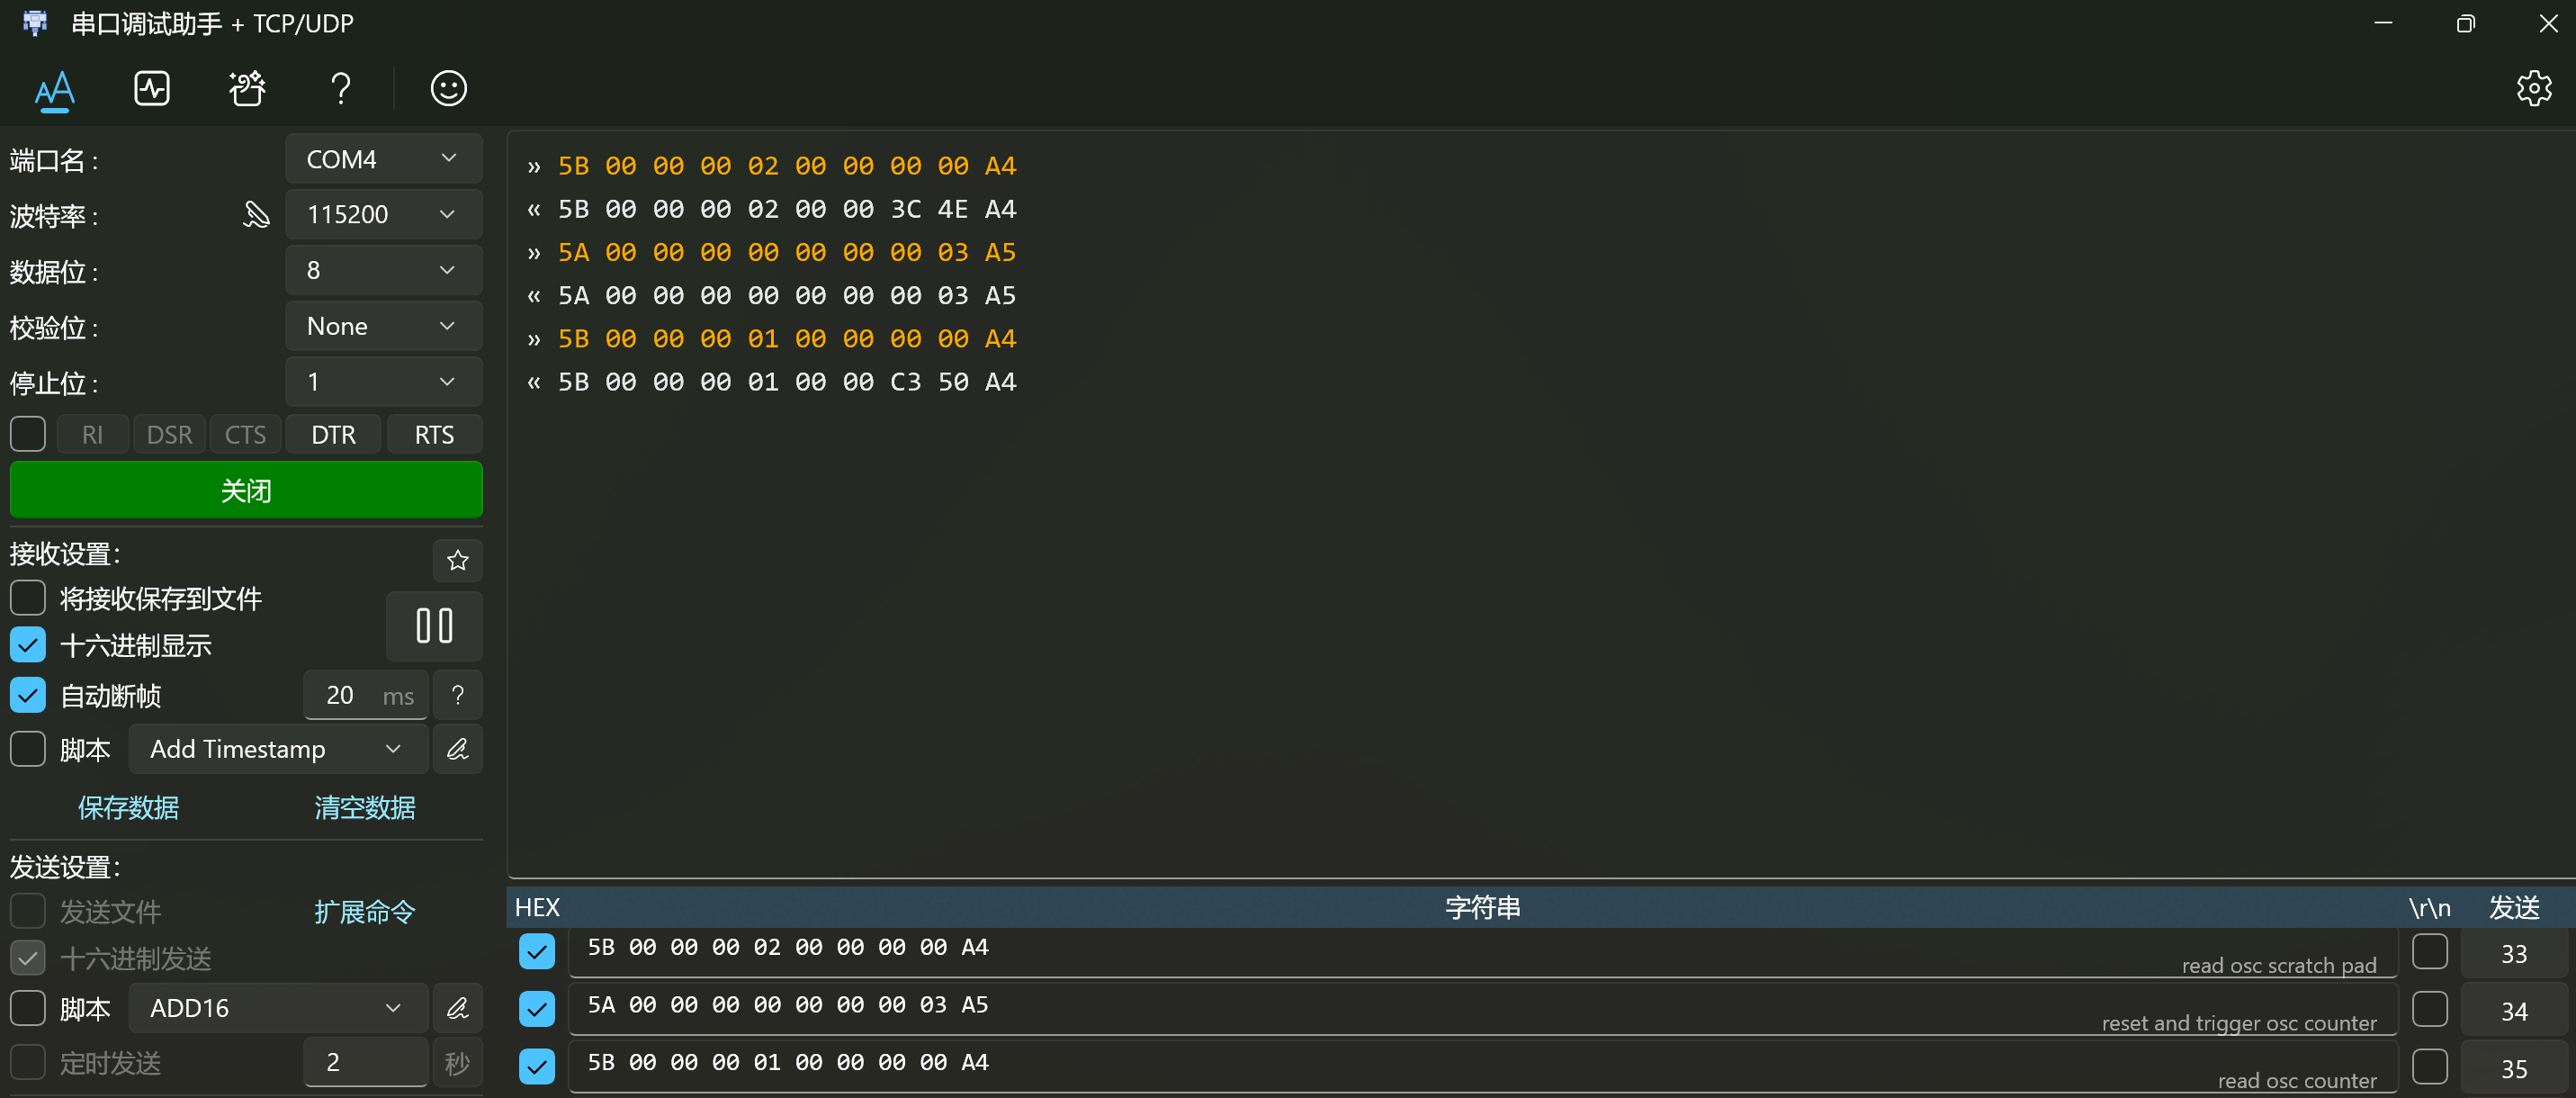 串口调试助手 + TCP/UDP
端口名 :
COM4
波特率 :
115200
数据位 :
8
校验位 :
None
停止位 :
1
RI DSR CTS DTR RTS
关闭
接收设置:
将接收保存到文件
十六进制显示
自动断帧
20 ms
?
脚本
Add Timestamp
保存数据
清空数据
发送设置:
发送文件
扩展命令
十六进制发送
脚本
ADD16
定时发送
2
秒
» 5B 00 00 00 02 00 00 00 00 A4
« 5B 00 00 00 02 00 00 3C 4E A4
» 5A 00 00 00 00 00 00 00 03 A5
« 5A 00 00 00 00 00 00 00 03 A5
» 5B 00 00 00 01 00 00 00 00 A4
« 5B 00 00 00 01 00 00 C3 50 A4
HEX 字符串 \r\n 发送
5B 00 00 00 02 00 00 00 00 A4
read osc scratch pad
33
5A 00 00 00 00 00 00 00 03 A5
reset and trigger osc counter
34
5B 00 00 00 01 00 00 00 00 A4
read osc counter
35